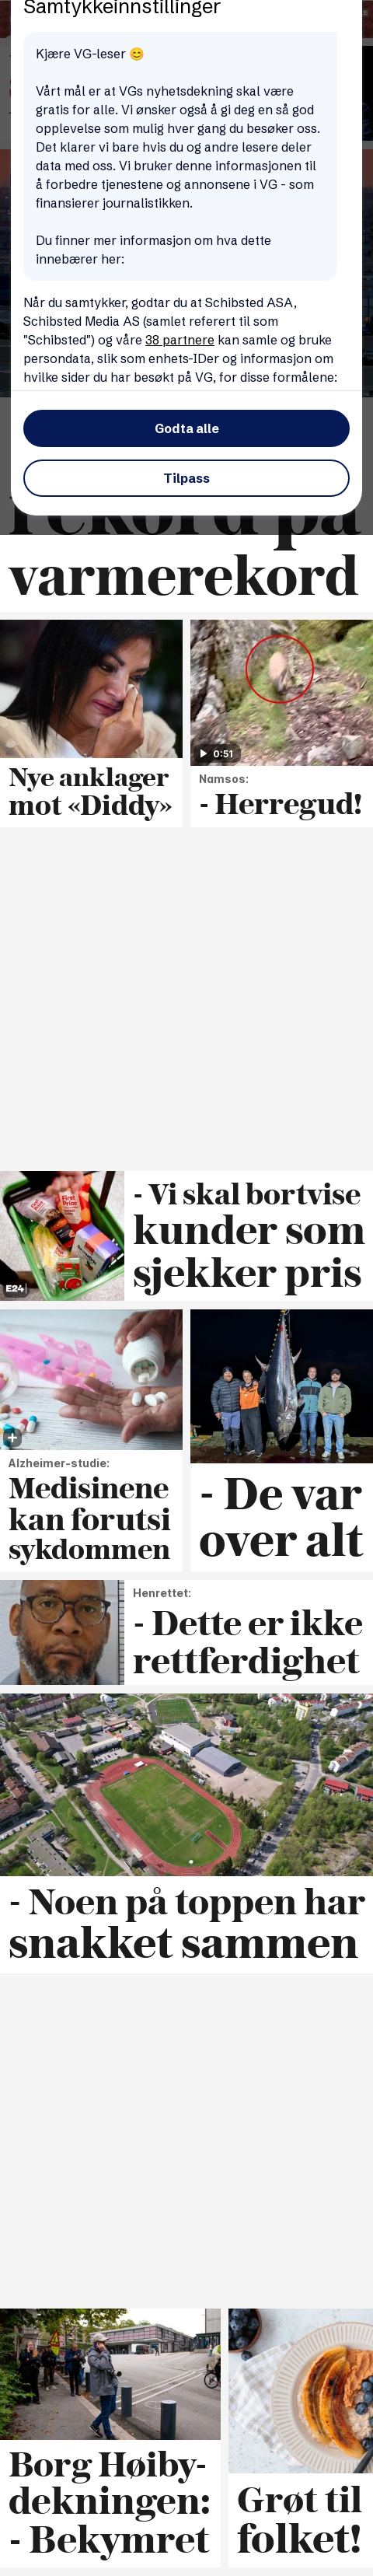 Samtykkeinnstillinger
Kjære VG-leser 😊
Vårt mål er at VGs nyhetsdekning skal være
gratis for alle. Vi ønsker også å gi deg en så god
opplevelse som mulig hver gang du besøker oss.
Det klarer vi bare hvis du og andre lesere deler
data med oss. Vi bruker denne informasjonen til
å forbedre tjenestene og annonsene i VG - som
finansierer journalistikken.
Du finner mer informasjon om hva dette
innebærer her:
Når du samtykker, godtar du at Schibsted ASA,
Schibsted Media AS (samlet referert til som
"Schibsted") og våre 38 partnere kan samle og bruke
persondata, slik som enhets-IDer og informasjon om
hvilke sider du har besøkt på VG, for disse formålene:
Godta alle
Tilpass
rekord på
varmerekord
Nye anklager
mot «Diddy»
0:51
Namsos:
- Herregud!
E24
- Vi skal bortvise
kunder som
sjekker pris
Alzheimer-studie:
Medisinene
kan forutsi
sykdommen
- De var
over alt
Henrettet:
- Dette er ikke
rettferdighet
- Noen på toppen har
snakket sammen
Borg Høiby-
dekningen:
- Bekymret
Grøt til
folket!